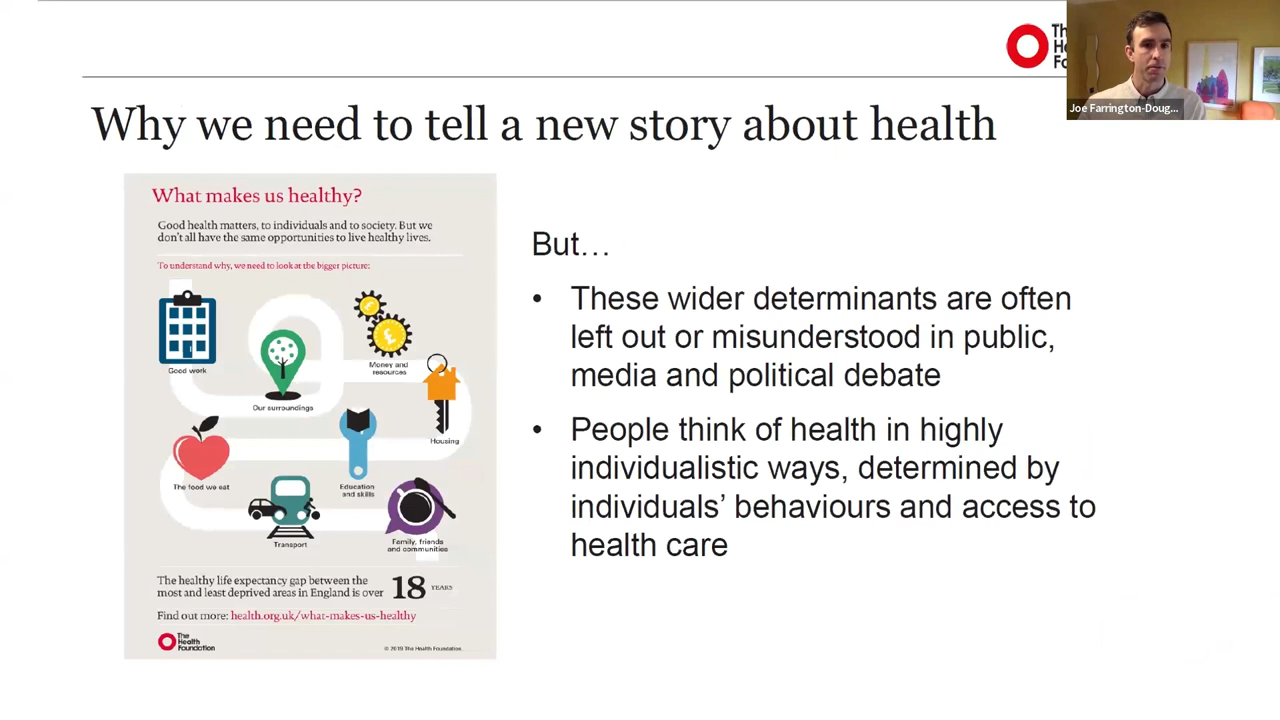 The
Health
Foundation
Joe Farrington-Doug...
Why we need to tell a new story about health
What makes us healthy?
Good health matters, to individuals and to society. But we
don't all have the same opportunities to live healthy lives.
To understand why, we need to look at the bigger picture:
Good work
Our surroundings
Money and
resources
Housing
The food we eat
Education
and skills
Transport
Family, friends
and communities
The healthy life expectancy gap between the
most and least deprived areas in England is over
18 YEARS
Find out more: health.org.uk/what-makes-us-healthy
The
Health
Foundation
© 2019 The Health Foundation.
But…
• These wider determinants are often
left out or misunderstood in public,
media and political debate
• People think of health in highly
individualistic ways, determined by
individuals’ behaviours and access to
health care